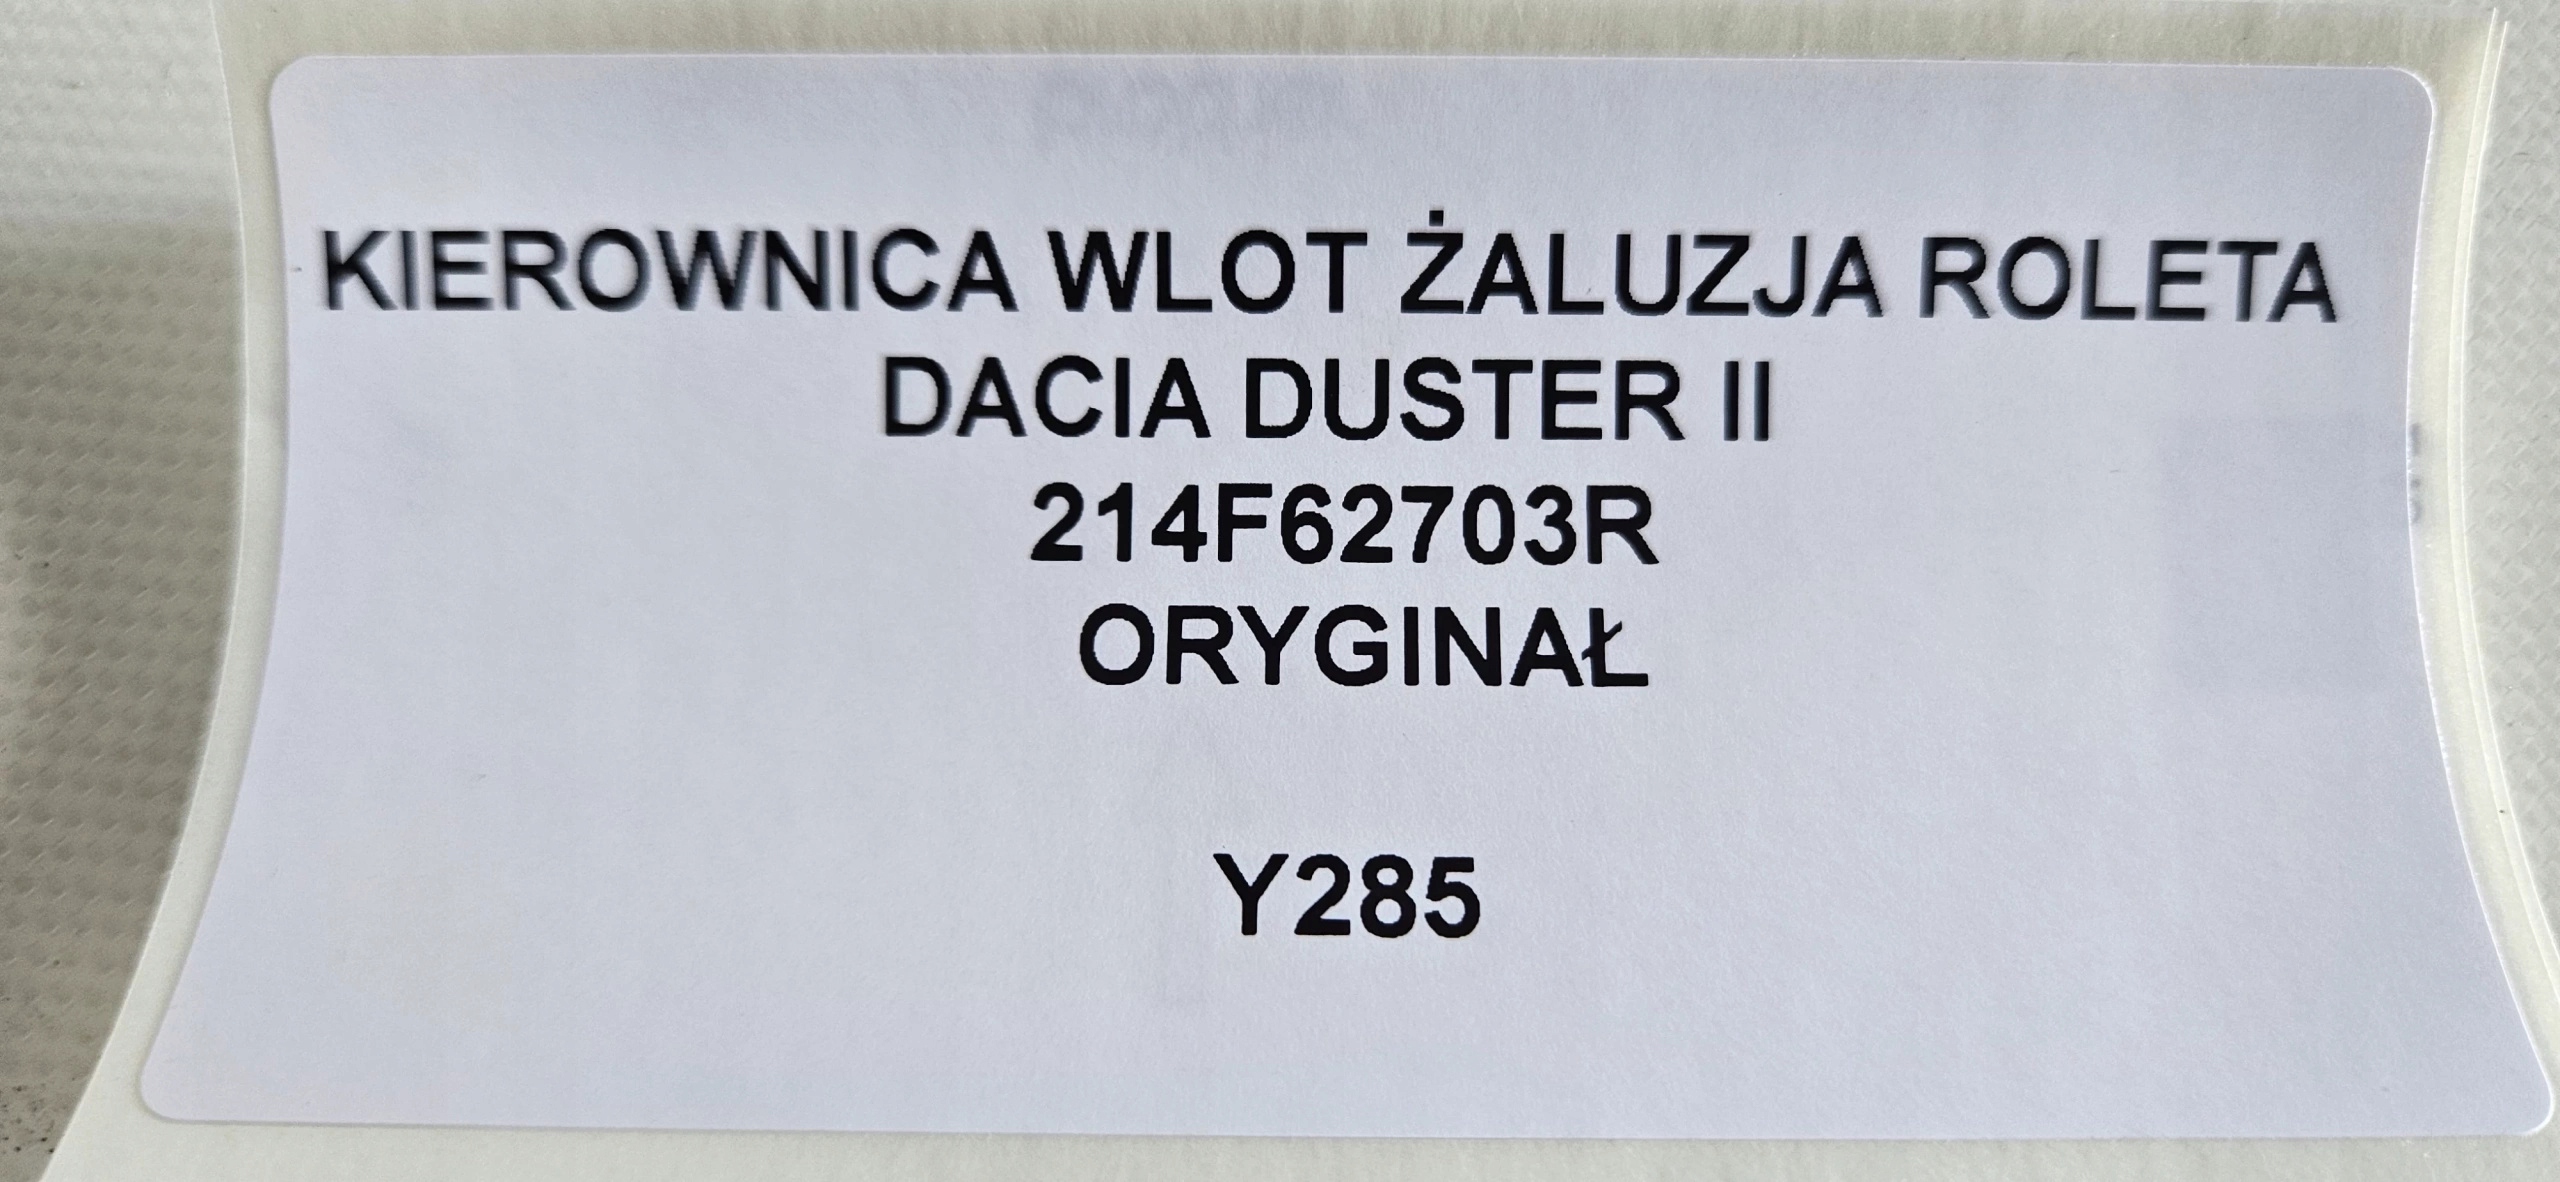 KIEROWNICA WLOT ŻALUZJA ROLETA
DACIA DUSTER II
214F62703R
ORYGINAŁ
Y285